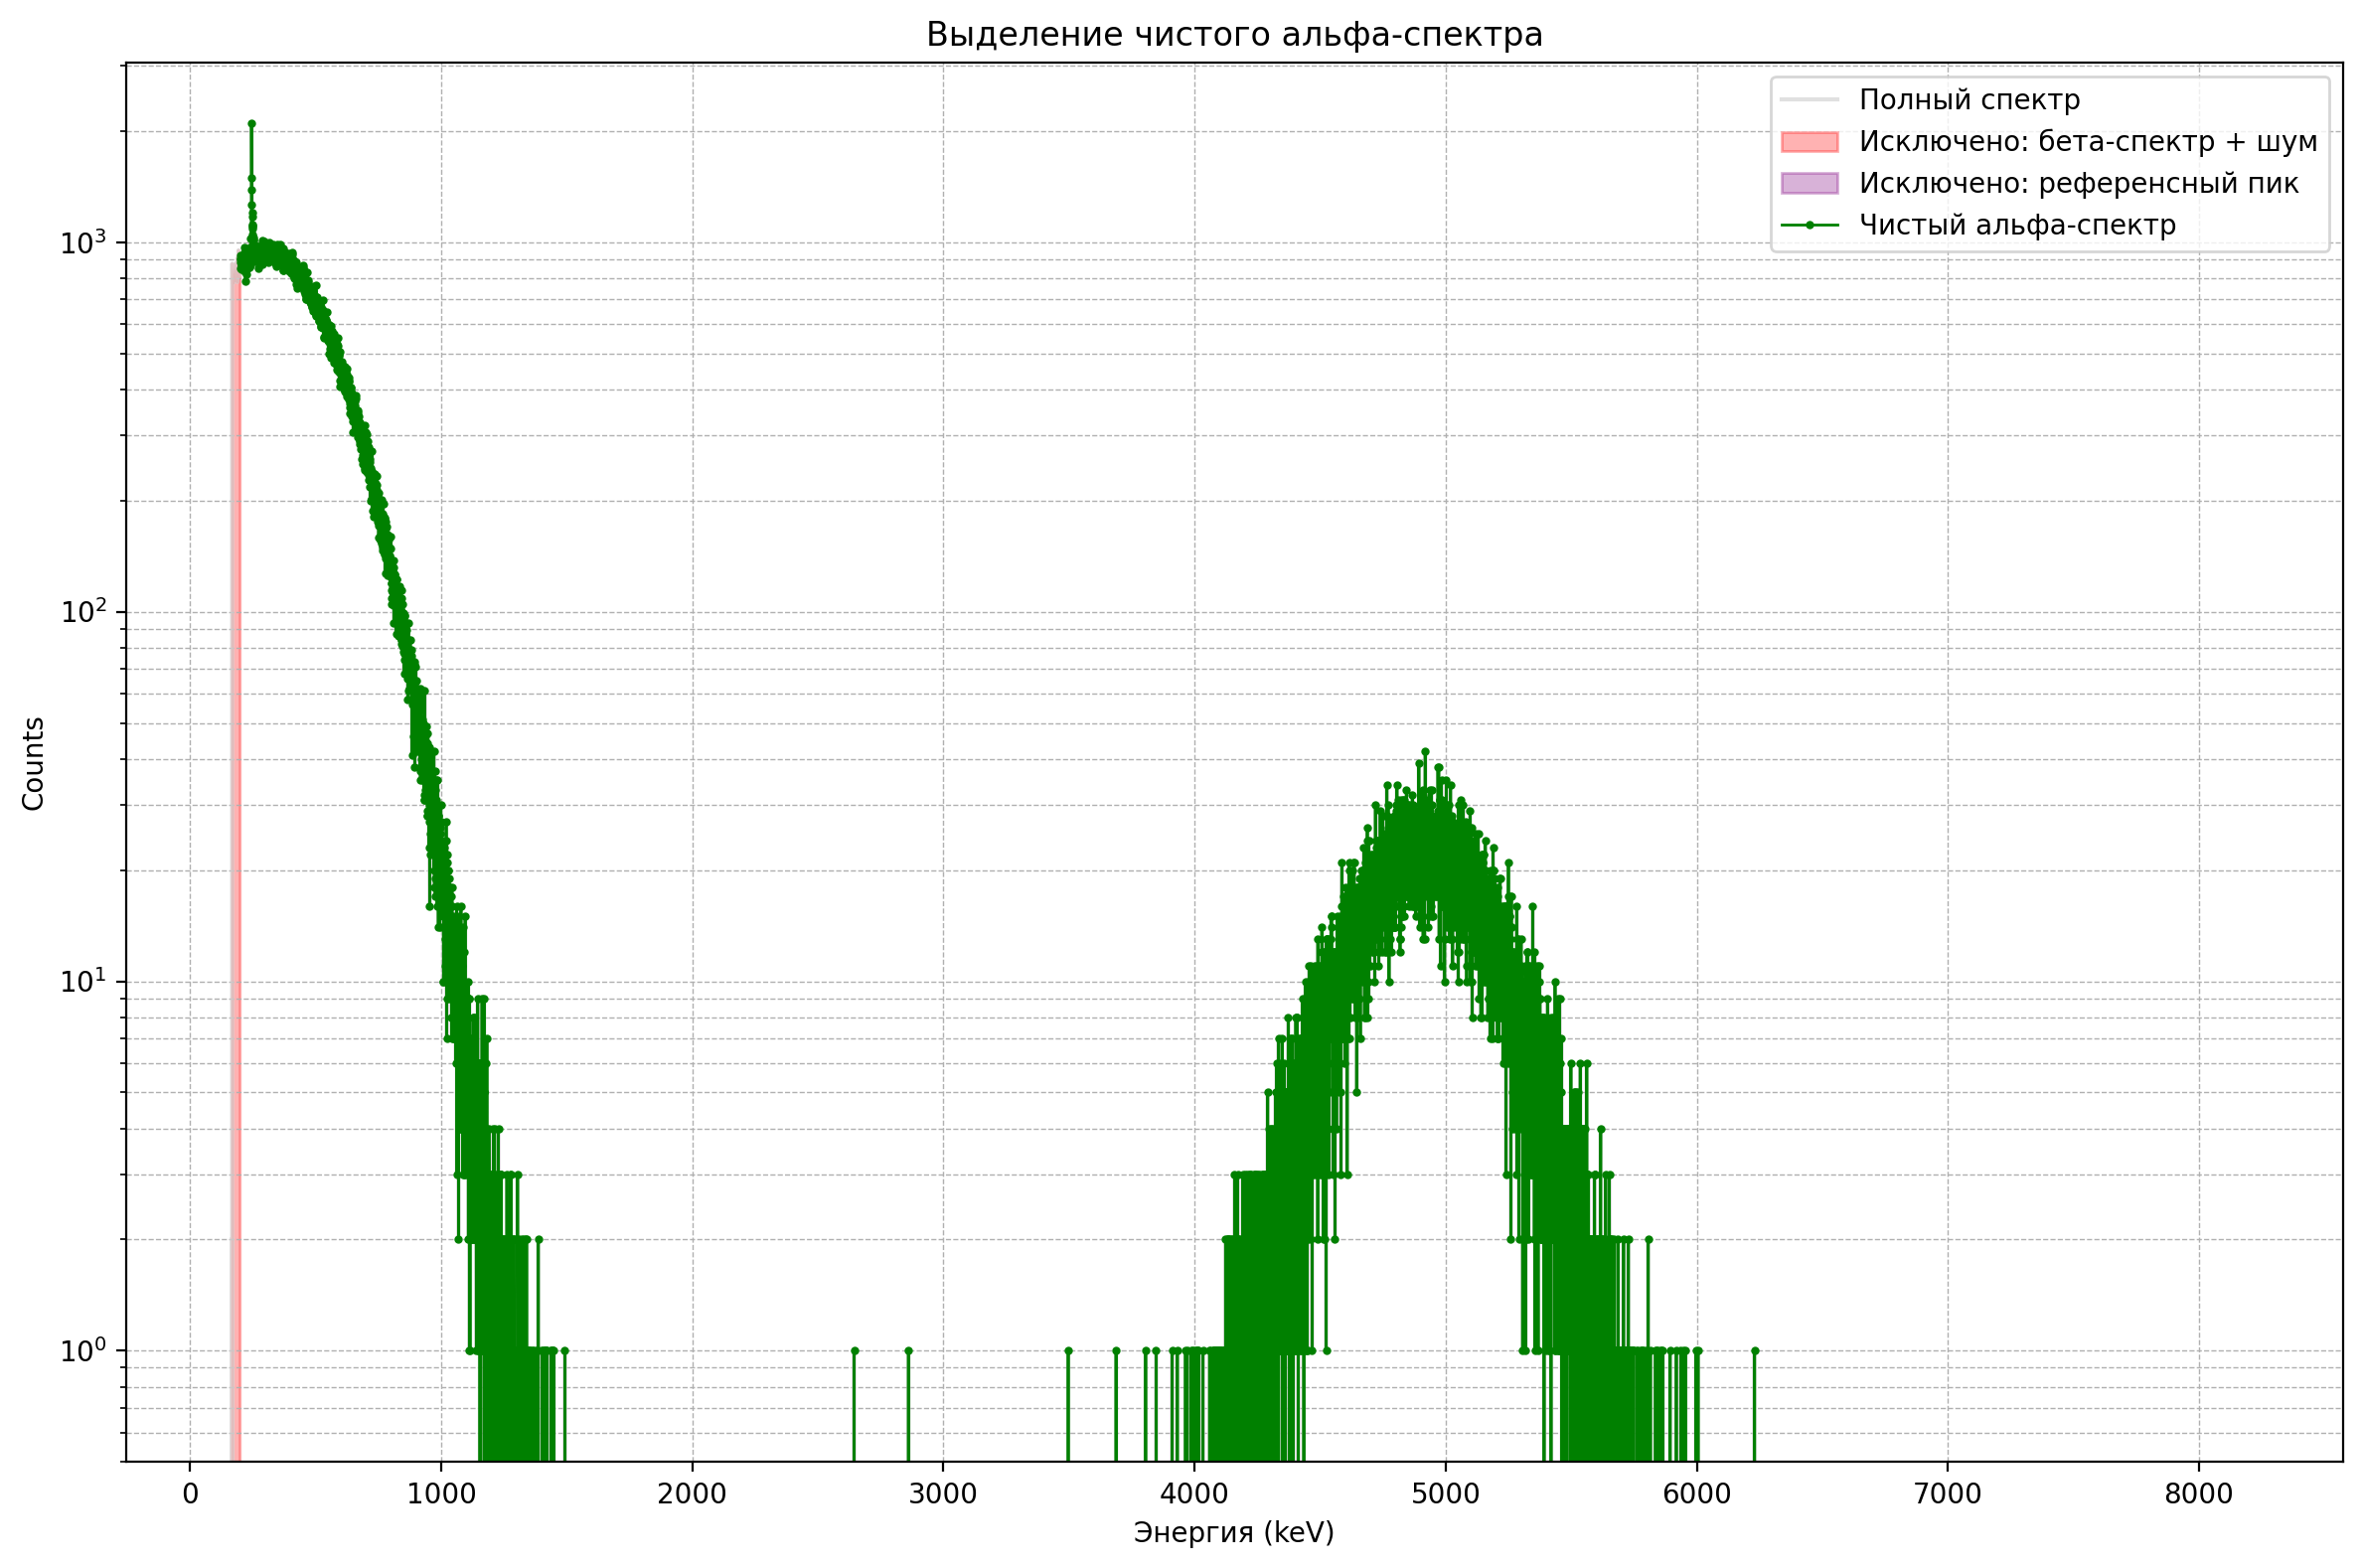 Выделение чистого альфа-спектра
Полный спектр
Исключено: бета-спектр + шум
Исключено: референсный пик
Чистый альфа-спектр
10³
10²
10¹
10⁰
Counts
0 1000 2000 3000 4000 5000 6000 7000 8000
Энергия (keV)